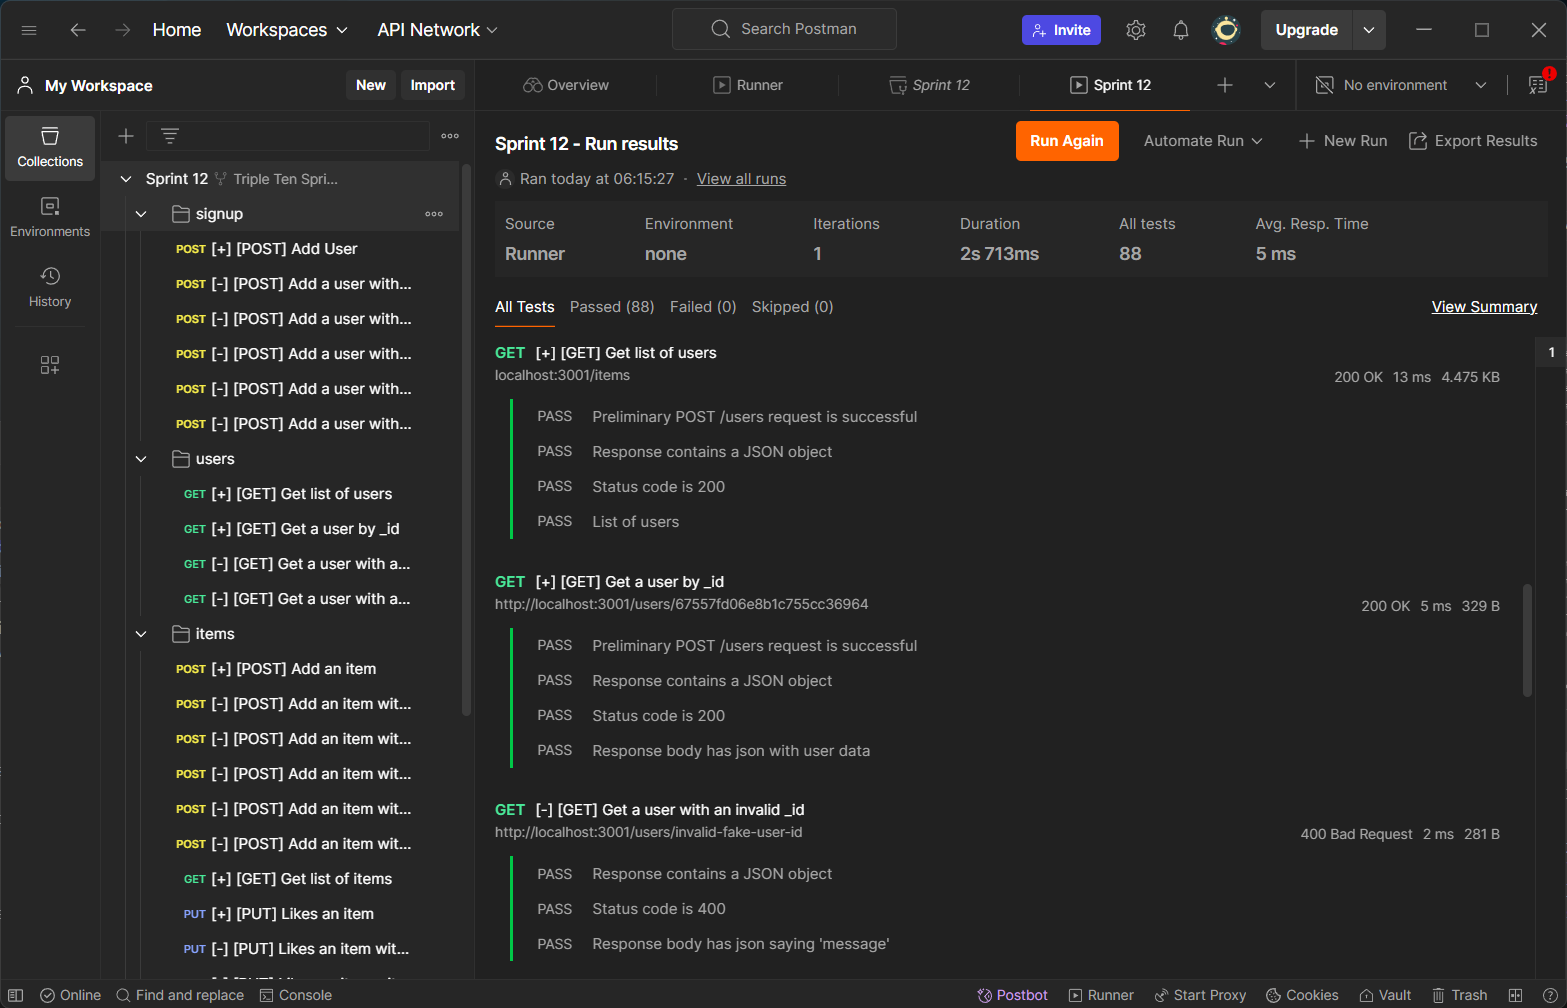 Home Workspaces API Network Search Postman Invite Upgrade
My Workspace New Import
Overview Runner Sprint 12 Sprint 12 No environment
Collections
Environments
History
Sprint 12 Triple Ten Spri...
signup
POST [+] [POST] Add User
POST [-] [POST] Add a user with...
POST [-] [POST] Add a user with...
POST [-] [POST] Add a user with...
POST [-] [POST] Add a user with...
POST [-] [POST] Add a user with...
users
GET [+] [GET] Get list of users
GET [+] [GET] Get a user by _id
GET [-] [GET] Get a user with a...
GET [-] [GET] Get a user with a...
items
POST [+] [POST] Add an item
POST [-] [POST] Add an item wit...
POST [-] [POST] Add an item wit...
POST [-] [POST] Add an item wit...
POST [-] [POST] Add an item wit...
POST [-] [POST] Add an item wit...
GET [+] [GET] Get list of items
PUT [+] [PUT] Likes an item
PUT [-] [PUT] Likes an item wit...
Sprint 12 - Run results Run Again Automate Run New Run Export Results
Ran today at 06:15:27 · View all runs
Source Environment Iterations Duration All tests Avg. Resp. Time
Runner none 1 2s 713ms 88 5 ms
All Tests Passed (88) Failed (0) Skipped (0) View Summary
1
GET [+] [GET] Get list of users
localhost:3001/items
200 OK 13 ms 4.475 KB
PASS Preliminary POST /users request is successful
PASS Response contains a JSON object
PASS Status code is 200
PASS List of users
GET [+] [GET] Get a user by _id
http://localhost:3001/users/67557fd06e8b1c755cc36964
200 OK 5 ms 329 B
PASS Preliminary POST /users request is successful
PASS Response contains a JSON object
PASS Status code is 200
PASS Response body has json with user data
GET [-] [GET] Get a user with an invalid _id
http://localhost:3001/users/invalid-fake-user-id
400 Bad Request 2 ms 281 B
PASS Response contains a JSON object
PASS Status code is 400
PASS Response body has json saying 'message'
Online Find and replace Console Postbot Runner Start Proxy Cookies Vault Trash